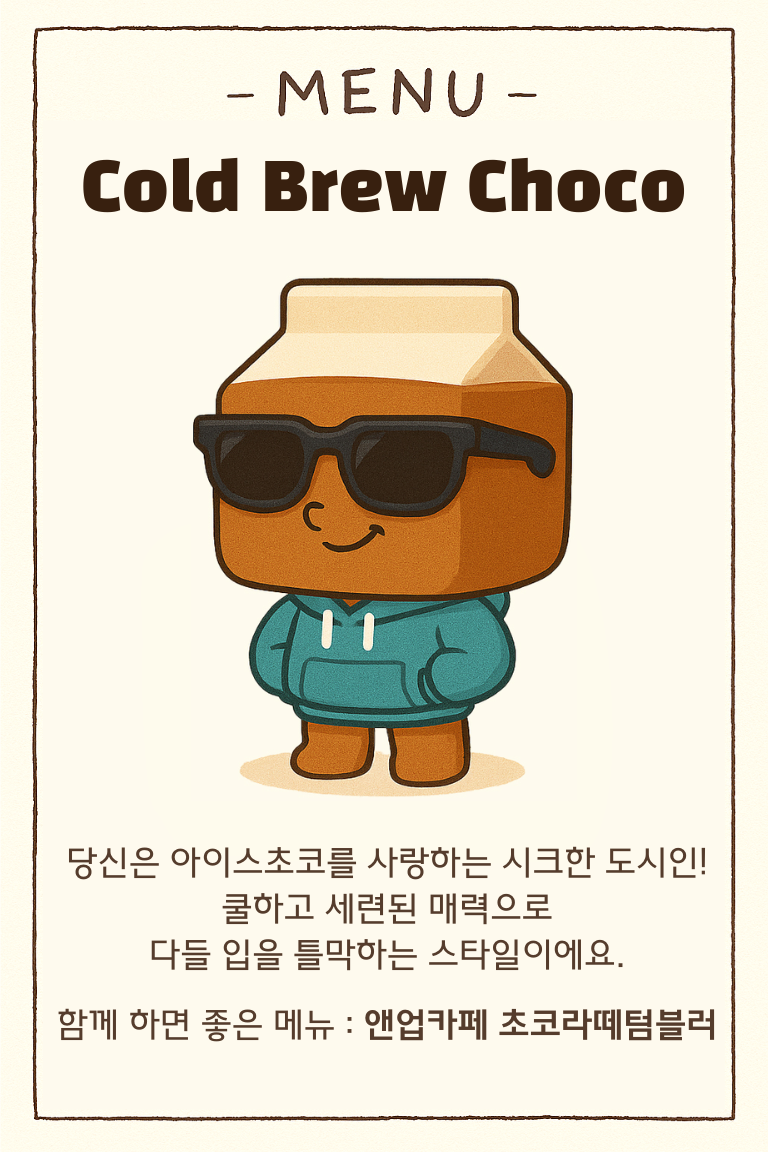 - MENU -
Cold Brew Choco
당신은 아이스초코를 사랑하는 시크한 도시인!
쿨하고 세련된 매력으로
다들 입을 틀막하는 스타일이에요.
함께 하면 좋은 메뉴 : 앤업카페 초코라떼텀블러